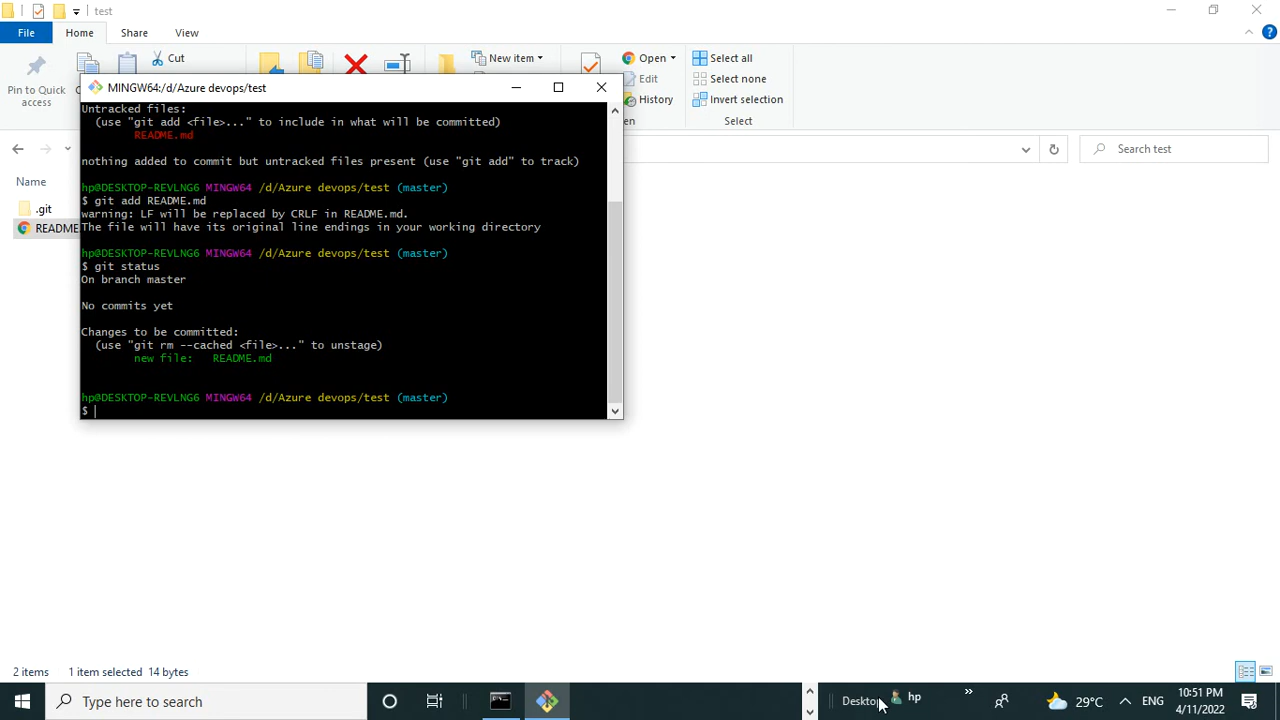 test
File
Home
Share
View
Pin to Quick
access
Cut
New item
Open
Edit
History
Select all
Select none
Invert selection
Select
Search test
Name
.git
README
MINGW64:/d/Azure devops/test
Untracked files:
(use "git add <file>..." to include in what will be committed)
README.md
nothing added to commit but untracked files present (use "git add" to track)
hp@DESKTOP-REVLNG6 MINGW64 /d/Azure devops/test (master)
$ git add README.md
warning: LF will be replaced by CRLF in README.md.
The file will have its original line endings in your working directory
hp@DESKTOP-REVLNG6 MINGW64 /d/Azure devops/test (master)
$ git status
On branch master
No commits yet
Changes to be committed:
(use "git rm --cached <file>..." to unstage)
new file:   README.md
hp@DESKTOP-REVLNG6 MINGW64 /d/Azure devops/test (master)
$
2 items
1 item selected 14 bytes
Type here to search
Desktop
hp
29°C
ENG
10:51 PM
4/11/2022